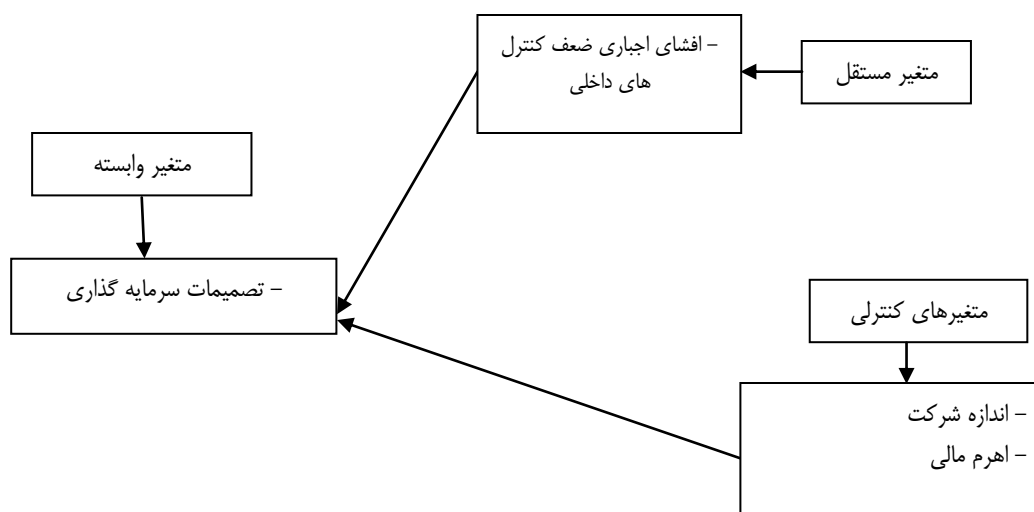 متغیر مستقل
- افشای اجباری ضعف کنترل
های داخلی
متغیر وابسته
- تصمیمات سرمایه گذاری
متغیرهای کنترلی
- اندازه شرکت
- اهرم مالی